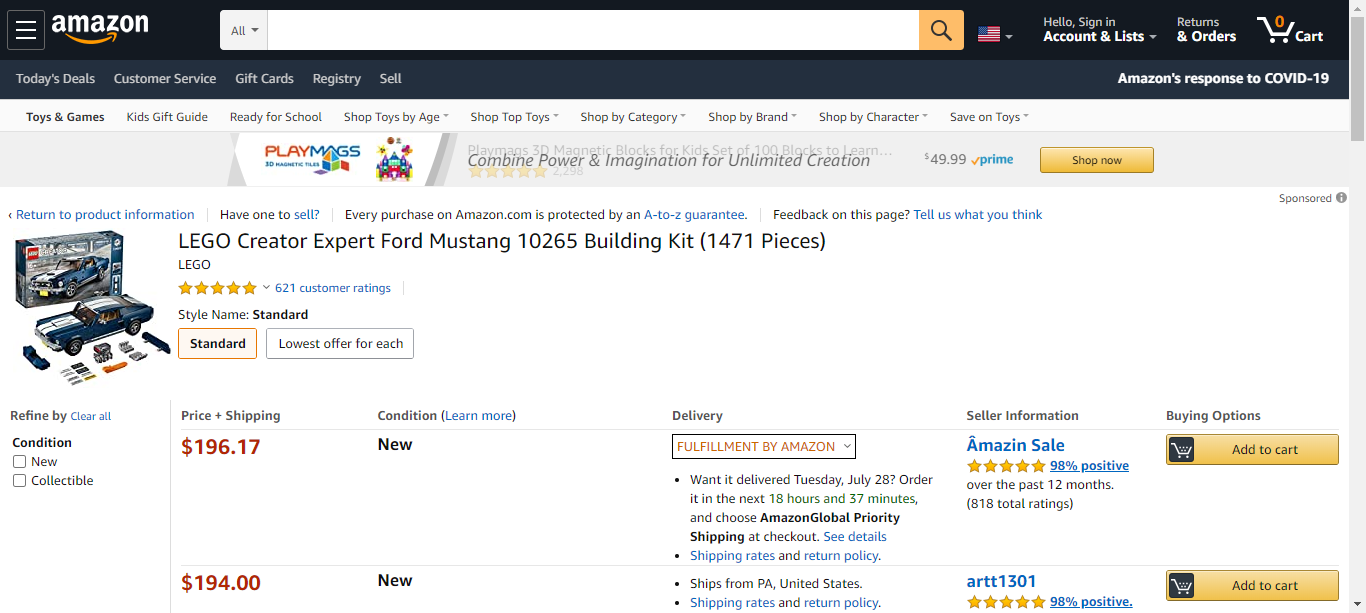 amazon
All
Hello, Sign in
Account & Lists
Returns
& Orders
0
Cart
Today's Deals Customer Service Gift Cards Registry Sell
Amazon's response to COVID-19
Toys & Games Kids Gift Guide Ready for School Shop Toys by Age Shop Top Toys Shop by Category Shop by Brand Shop by Character Save on Toys
PLAYMAGS
3D MAGNETIC TILES
Playmags 3D Magnetic Blocks for Kids Set of 100 Blocks to Learn…
Combine Power & Imagination for Unlimited Creation
2,298
$49.99 prime
Shop now
Sponsored
‹ Return to product information
Have one to sell?
Every purchase on Amazon.com is protected by an A-to-z guarantee.
Feedback on this page? Tell us what you think
LEGO Creator Expert Ford Mustang 10265 Building Kit (1471 Pieces)
LEGO
621 customer ratings
Style Name: Standard
Standard
Lowest offer for each
Refine by Clear all
Condition
New
Collectible
Price + Shipping Condition (Learn more) Delivery Seller Information Buying Options
$196.17
New
FULFILLMENT BY AMAZON
• Want it delivered Tuesday, July 28? Order
it in the next 18 hours and 37 minutes,
and choose AmazonGlobal Priority
Shipping at checkout. See details
• Shipping rates and return policy.
Âmazin Sale
98% positive
over the past 12 months.
(818 total ratings)
Add to cart
$194.00
New
• Ships from PA, United States.
• Shipping rates and return policy.
artt1301
98% positive.
Add to cart